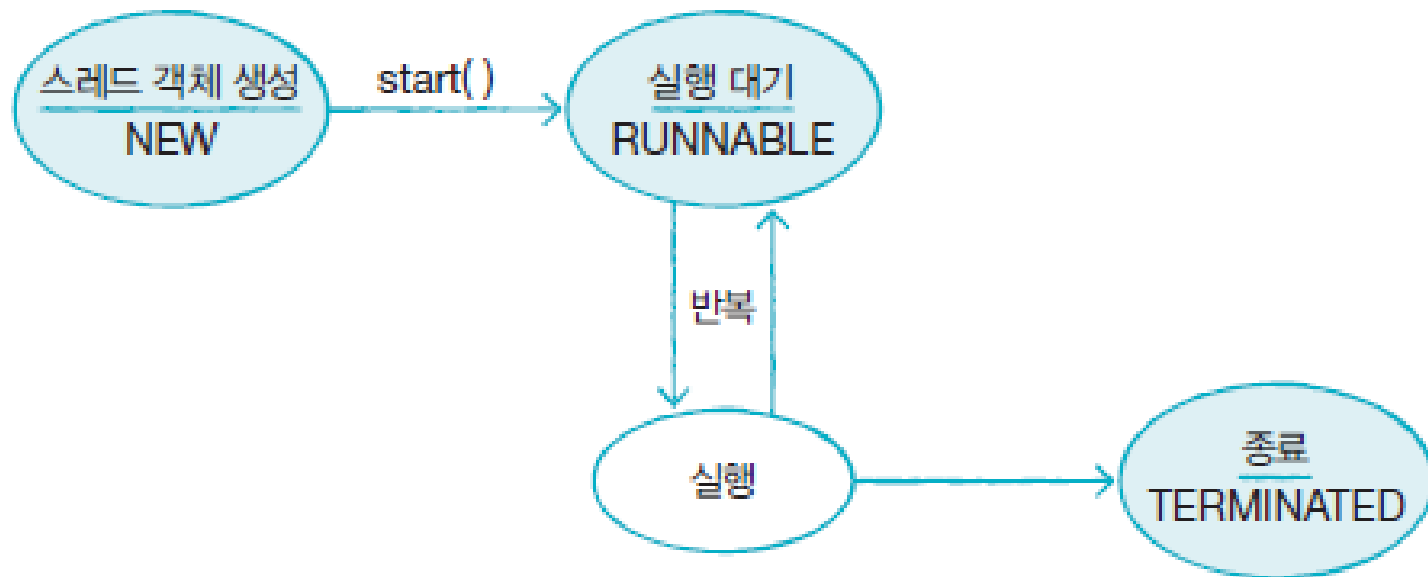 스레드 객체 생성
NEW
start( )
실행 대기
RUNNABLE
반복
실행
종료
TERMINATED